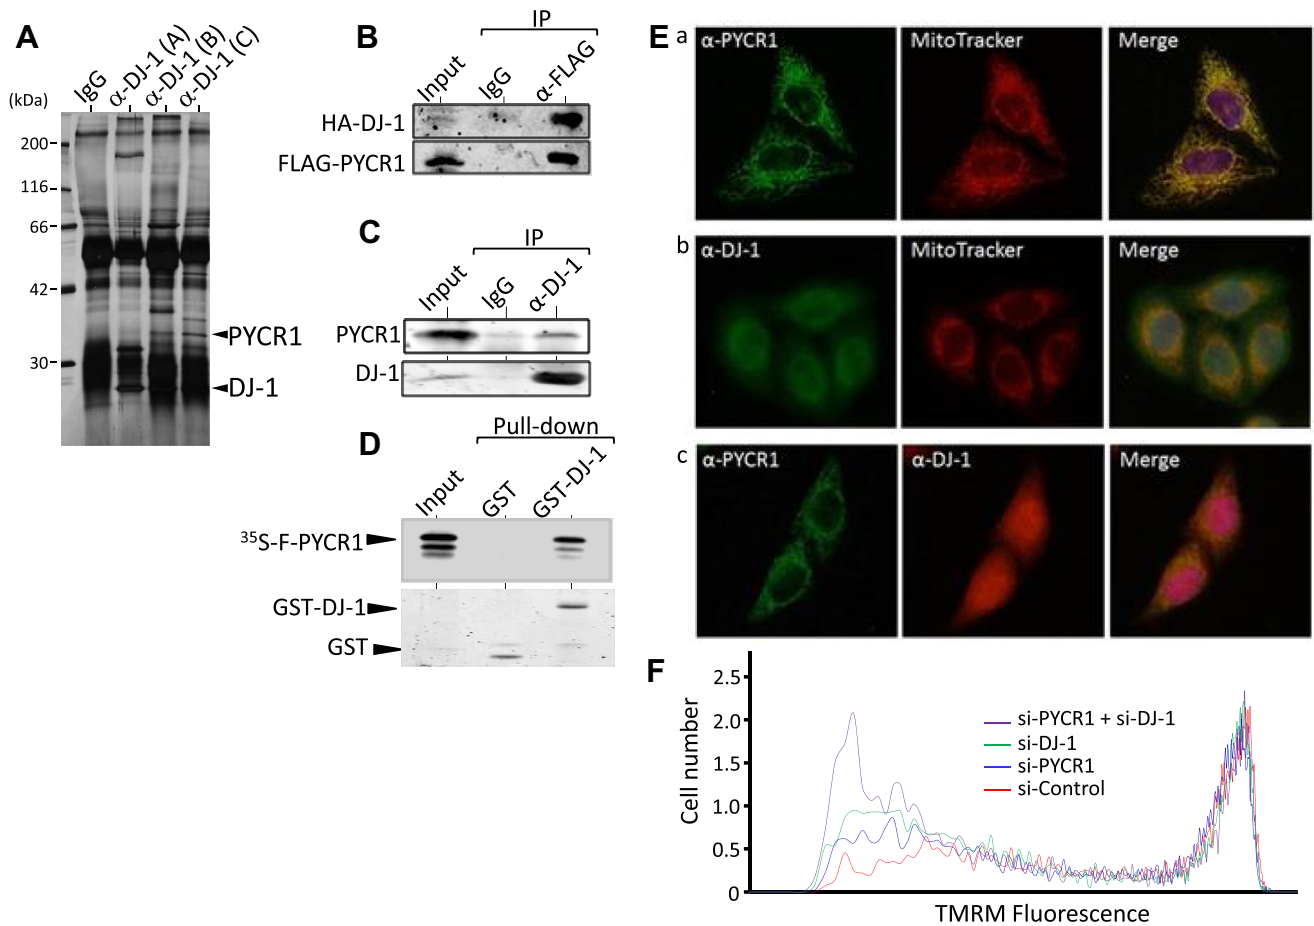 A
IgG
α-DJ-1 (A)
α-DJ-1 (B)
α-DJ-1 (C)
(kDa)
200
116
66
42
30
PYCR1
DJ-1
B
IP
Input
IgG
α-FLAG
HA-DJ-1
FLAG-PYCR1
C
IP
Input
IgG
α-DJ-1
PYCR1
DJ-1
D
Pull-down
Input
GST
GST-DJ-1
35S-F-PYCR1
GST-DJ-1
GST
E
a
α-PYCR1
MitoTracker
Merge
b
α-DJ-1
MitoTracker
Merge
c
α-PYCR1
α-DJ-1
Merge
F
Cell number
2.5
2.0
1.5
1.0
0.5
0
si-PYCR1 + si-DJ-1
si-DJ-1
si-PYCR1
si-Control
TMRM Fluorescence